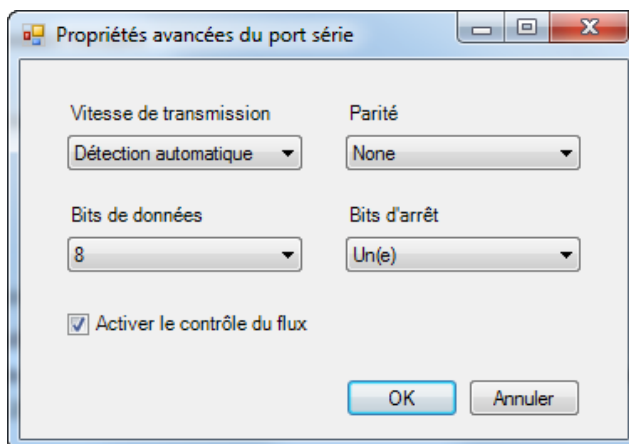 Propriétés avancées du port série
Vitesse de transmission
Parité
Détection automatique
None
Bits de données
Bits d'arrêt
8
Un(e)
Activer le contrôle du flux
OK
Annuler